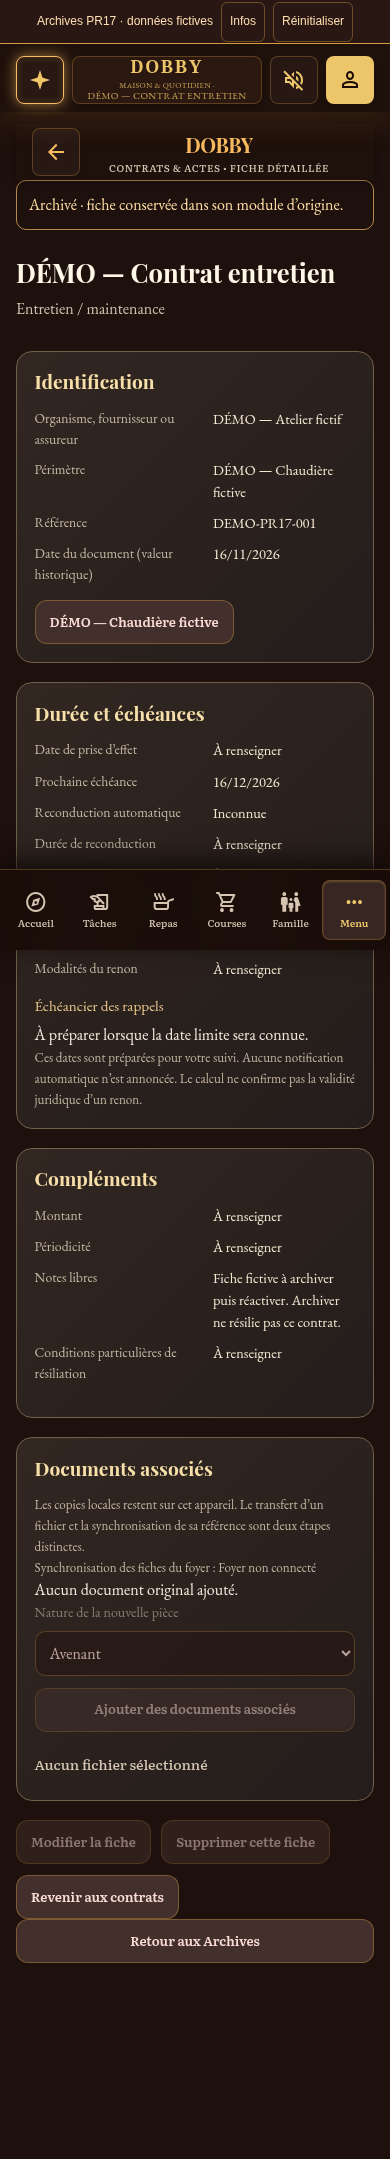 Archives PR17 · données fictives
Infos
Réinitialiser
DOBBY
MAISON & QUOTIDIEN ·
DÉMO — CONTRAT ENTRETIEN
DOBBY
CONTRATS & ACTES • FICHE DÉTAILLÉE
Archivé · fiche conservée dans son module d’origine.
DÉMO — Contrat entretien
Entretien / maintenance
Identification
Organisme, fournisseur ou
assureur
DÉMO — Atelier fictif
Périmètre
DÉMO — Chaudière
fictive
Référence
DEMO-PR17-001
Date du document (valeur
historique)
16/11/2026
DÉMO — Chaudière fictive
Durée et échéances
Date de prise d’effet
À renseigner
Prochaine échéance
16/12/2026
Reconduction automatique
Inconnue
Durée de reconduction
À renseigner
Accueil
Tâches
Repas
Courses
Famille
Menu
Modalités du renon
À renseigner
Échéancier des rappels
À préparer lorsque la date limite sera connue.
Ces dates sont préparées pour votre suivi. Aucune notification
automatique n’est annoncée. Le calcul ne confirme pas la validité
juridique d’un renon.
Compléments
Montant
À renseigner
Périodicité
À renseigner
Notes libres
Fiche fictive à archiver
puis réactiver. Archiver
ne résilie pas ce contrat.
Conditions particulières de
résiliation
À renseigner
Documents associés
Les copies locales restent sur cet appareil. Le transfert d’un
fichier et la synchronisation de sa référence sont deux étapes
distinctes.
Synchronisation des fiches du foyer : Foyer non connecté
Aucun document original ajouté.
Nature de la nouvelle pièce
Avenant
Ajouter des documents associés
Aucun fichier sélectionné
Modifier la fiche
Supprimer cette fiche
Revenir aux contrats
Retour aux Archives